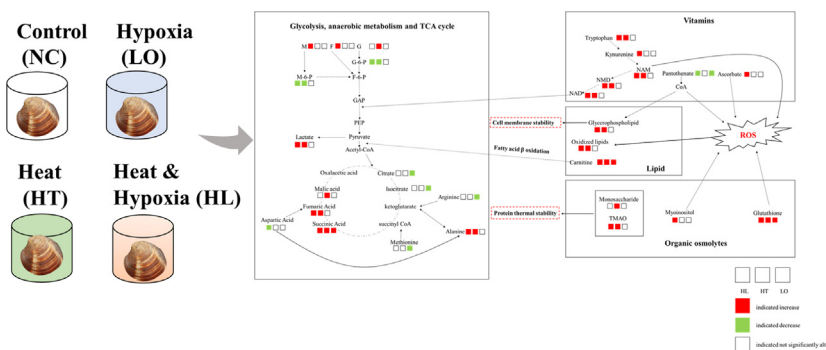 Control
(NC)
Hypoxia
(LO)
Heat
(HT)
Heat &
Hypoxia (HL)
Glycolysis, anaerobic metabolism and TCA cycle
M
F
G
G-6-P
M-6-P
F-6-P
GAP
PEP
Lactate
Pyruvate
Acetyl-CoA
Oxalacetic acid
Citrate
Malic acid
Isocitrate
Fumaric Acid
ketoglutarate
Arginine
Aspartic Acid
Succinic Acid
succinyl CoA
Alanine
Methionine
Vitamins
Tryptophan
Kynurenine
NAM
NMD
NAD
Pantothenate
Ascorbate
CoA
Cell membrane stability
Glycerophospholipid
Oxidized lipids
Fatty acid β oxidation
Carnitine
Lipid
ROS
Protein thermal stability
Monosaccharide
TMAO
Myoinositol
Glutathione
Organic osmolytes
HL
HT
LO
indicated increase
indicated decrease
indicated not significantly alt